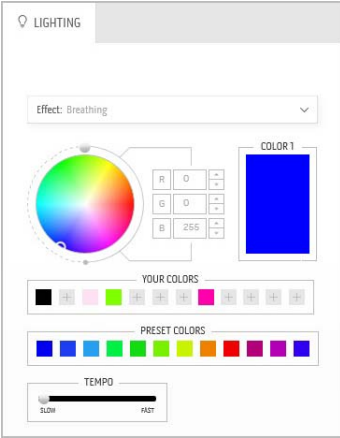 LIGHTING
Effect: Breathing
COLOR 1
R 0
G 0
B 255
YOUR COLORS
PRESET COLORS
TEMPO
SLOW FAST